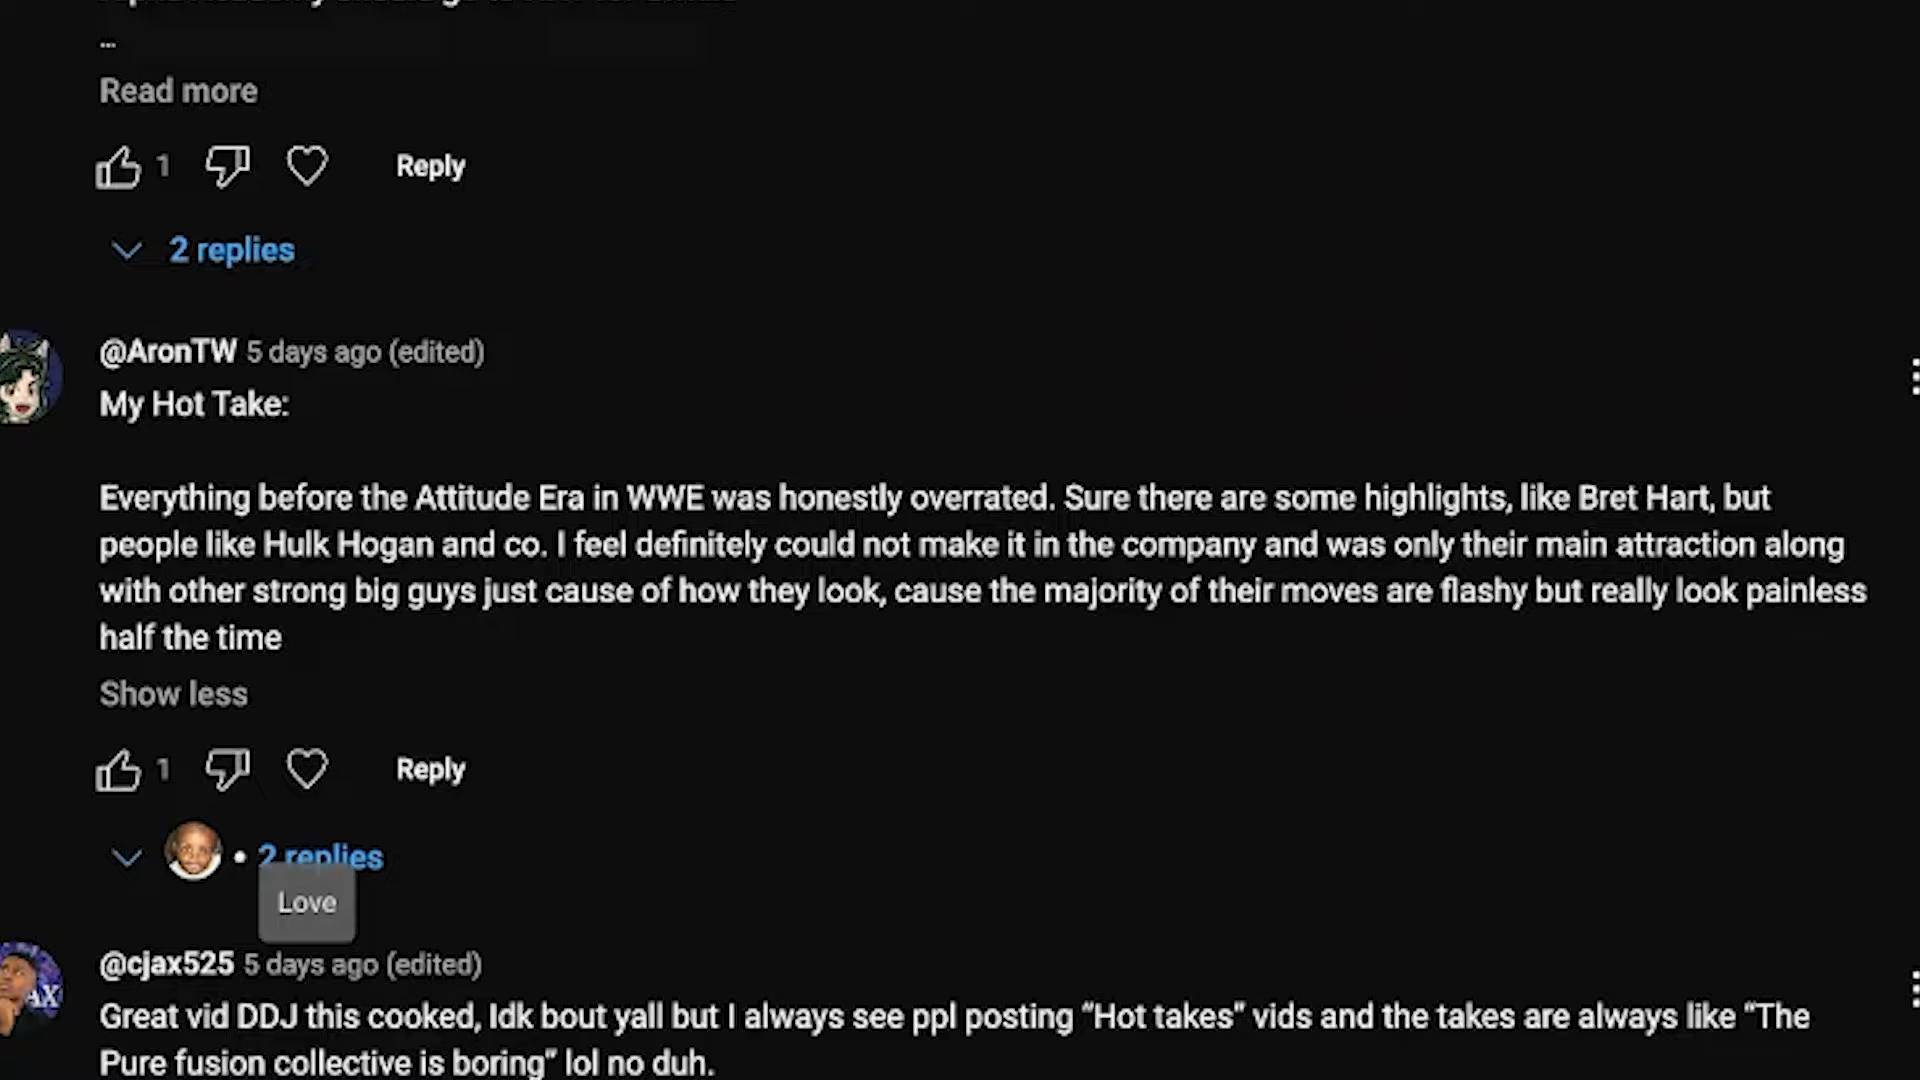 …
Read more
1
Reply
2 replies
@AronTW 5 days ago (edited)
My Hot Take:
Everything before the Attitude Era in WWE was honestly overrated. Sure there are some highlights, like Bret Hart, but
people like Hulk Hogan and co. I feel definitely could not make it in the company and was only their main attraction along
with other strong big guys just cause of how they look, cause the majority of their moves are flashy but really look painless
half the time
Show less
1
Reply
• 2 replies
Love
@cjax525 5 days ago (edited)
AX
Great vid DDJ this cooked, Idk bout yall but I always see ppl posting “Hot takes” vids and the takes are always like “The
Pure fusion collective is boring” lol no duh.